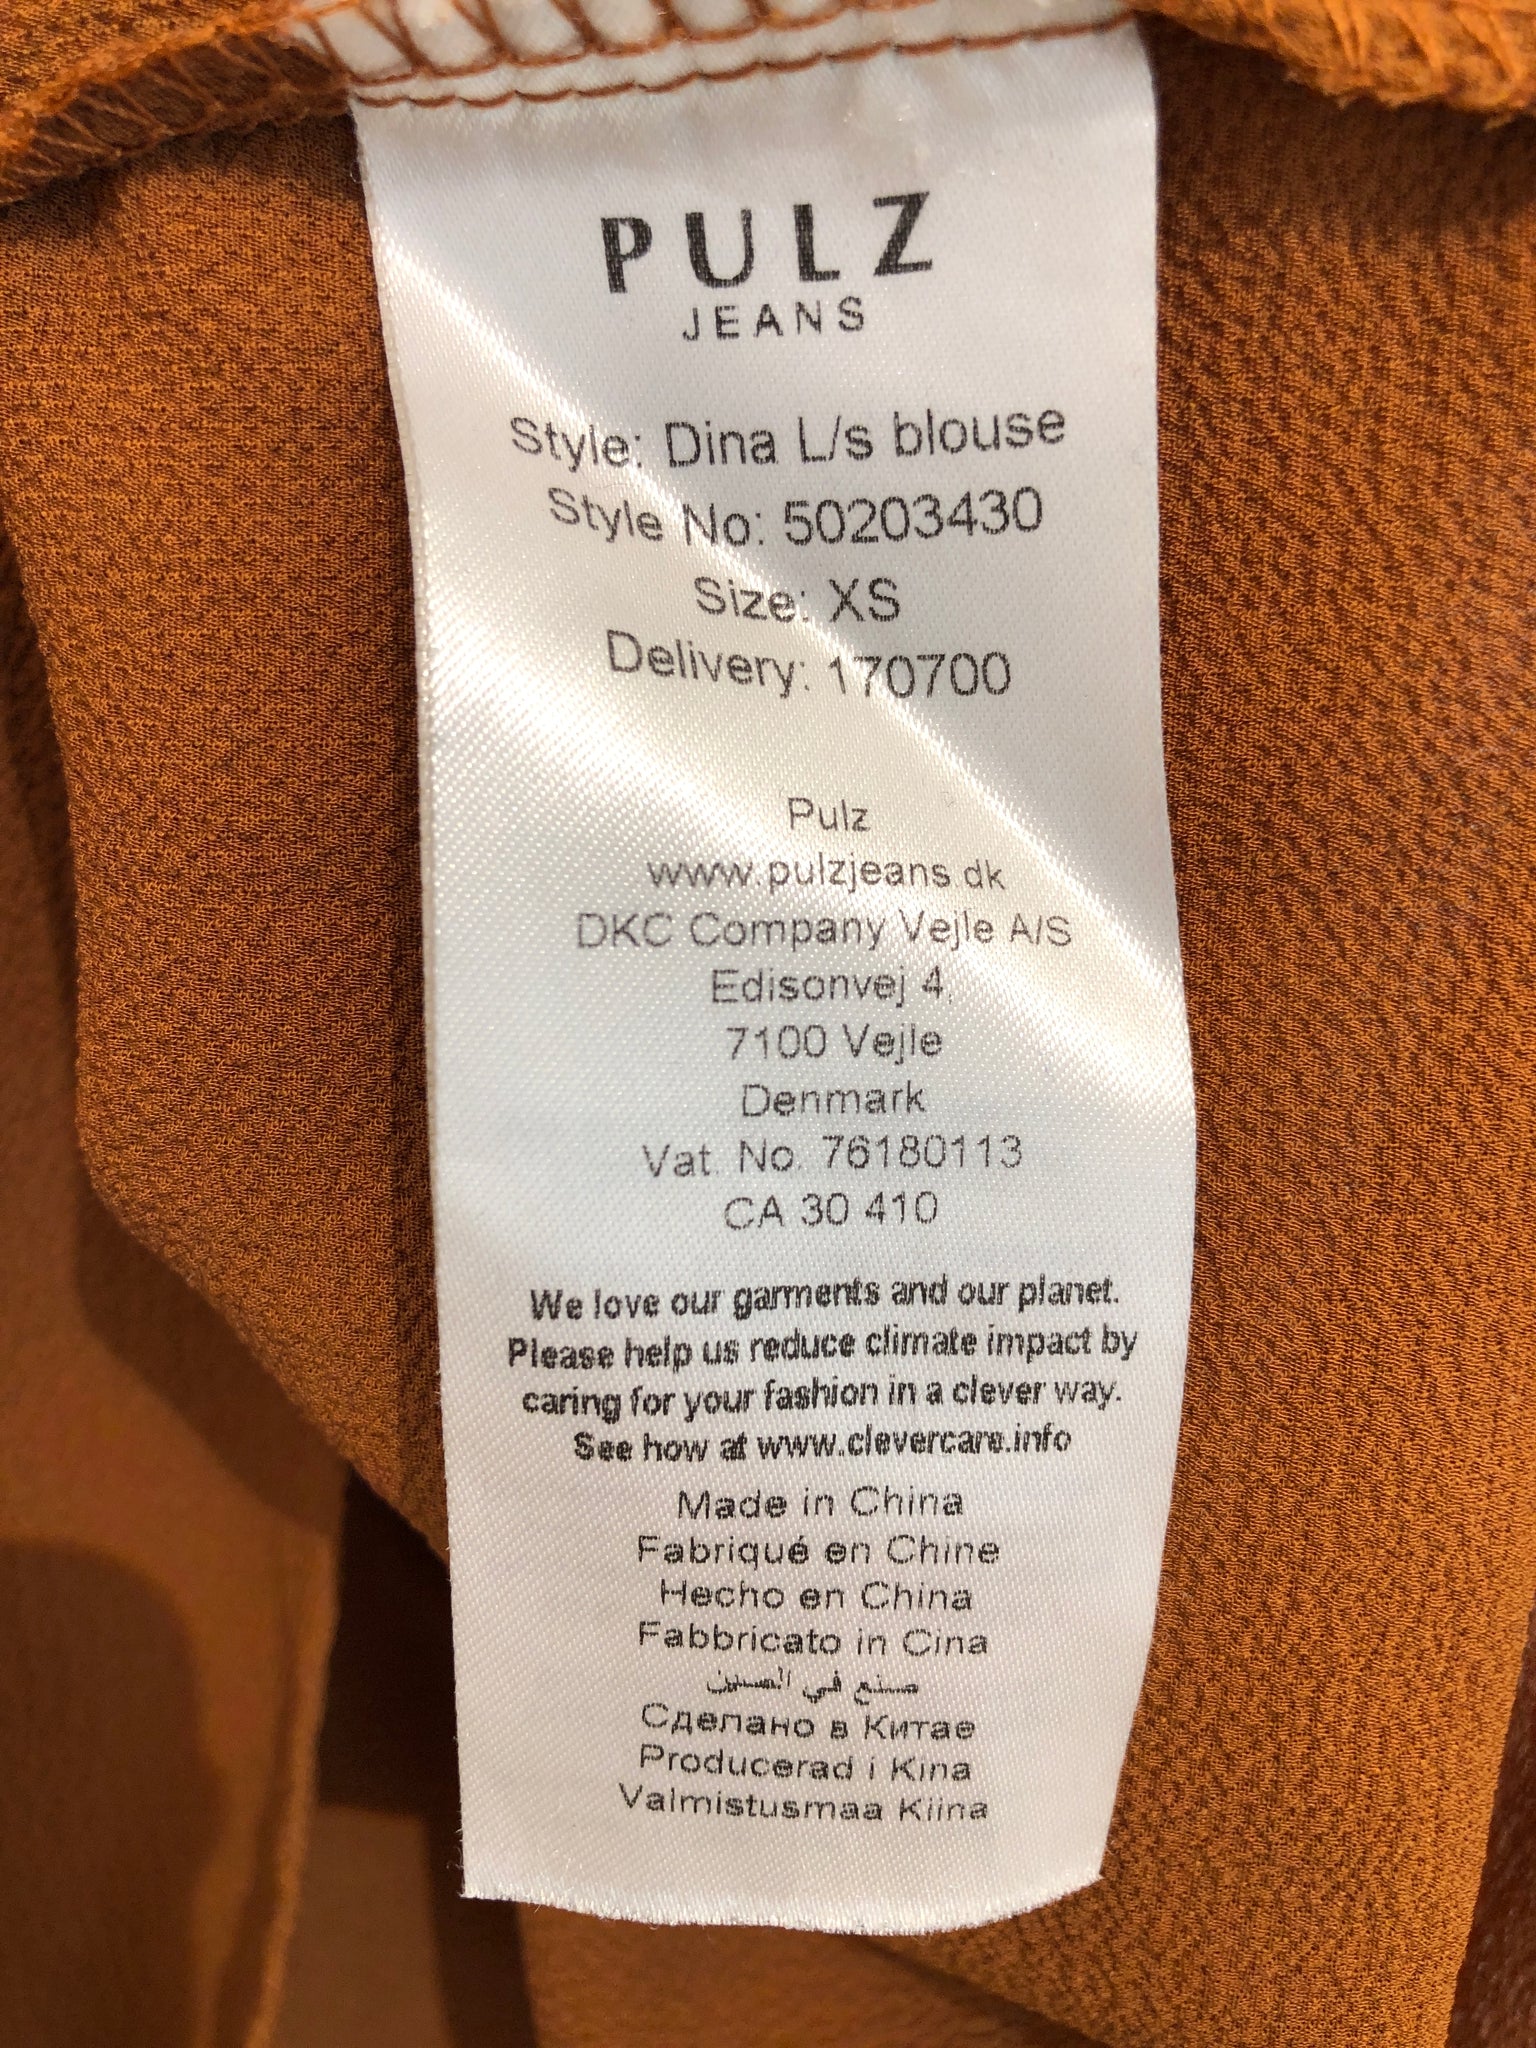 PULZ
JEANS
Style: Dina L/s blouse
Style No: 50203430
Size: XS
Delivery: 170700
Pulz
www.pulzjeans.dk
DKC Company Vejle A/S
Edisonvej 4,
7100 Vejle
Denmark
Vat. No. 76180113
CA 30 410
We love our garments and our planet.
Please help us reduce climate impact by
caring for your fashion in a clever way.
See how at www.clevercare.info
Made in China
Fabriqué en Chine
Hecho en China
Fabbricato in Cina
صنع في الصين
Сделано в Китае
Producerad i Kina
Valmistusmaa Kiina